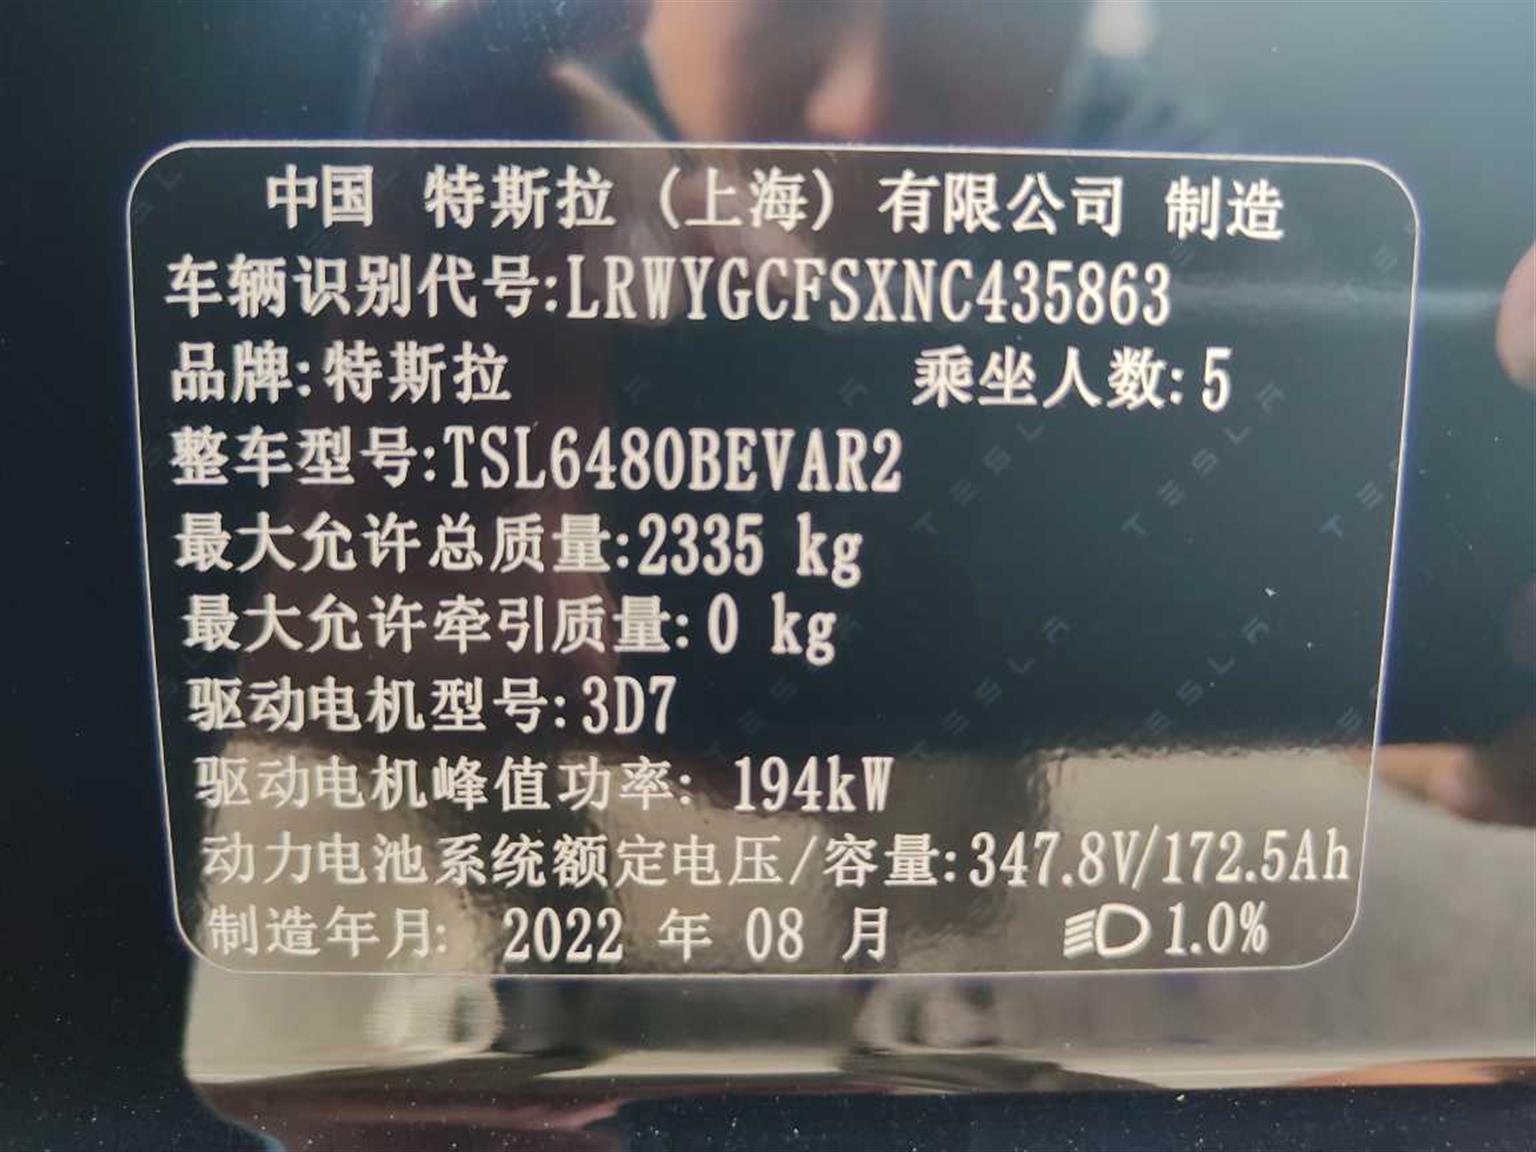 中国 特斯拉 (上海) 有限公司 制造
车辆识别代号:LRWYGCFSXNC435863
品牌:特斯拉 乘坐人数:5
整车型号:TSL6480BEVAR2
最大允许总质量:2335 kg
最大允许牵引质量:0 kg
驱动电机型号:3D7
驱动电机峰值功率: 194kW
动力电池系统额定电压/容量:347.8V/172.5Ah
制造年月: 2022 年 08 月 1.0%